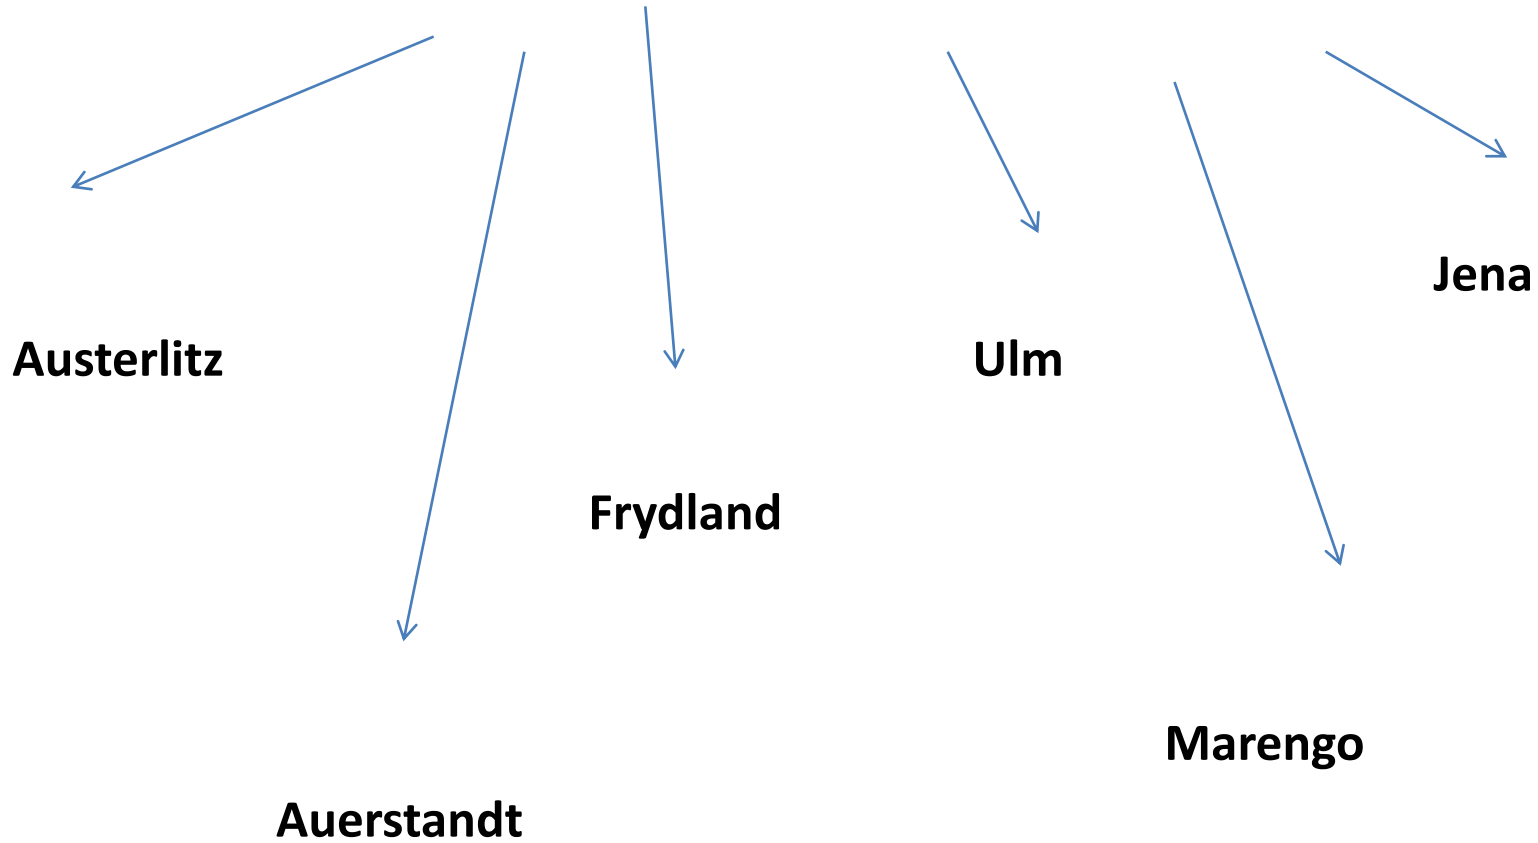 Jena
Austerlitz
Ulm
Frydland
Marengo
Auerstandt